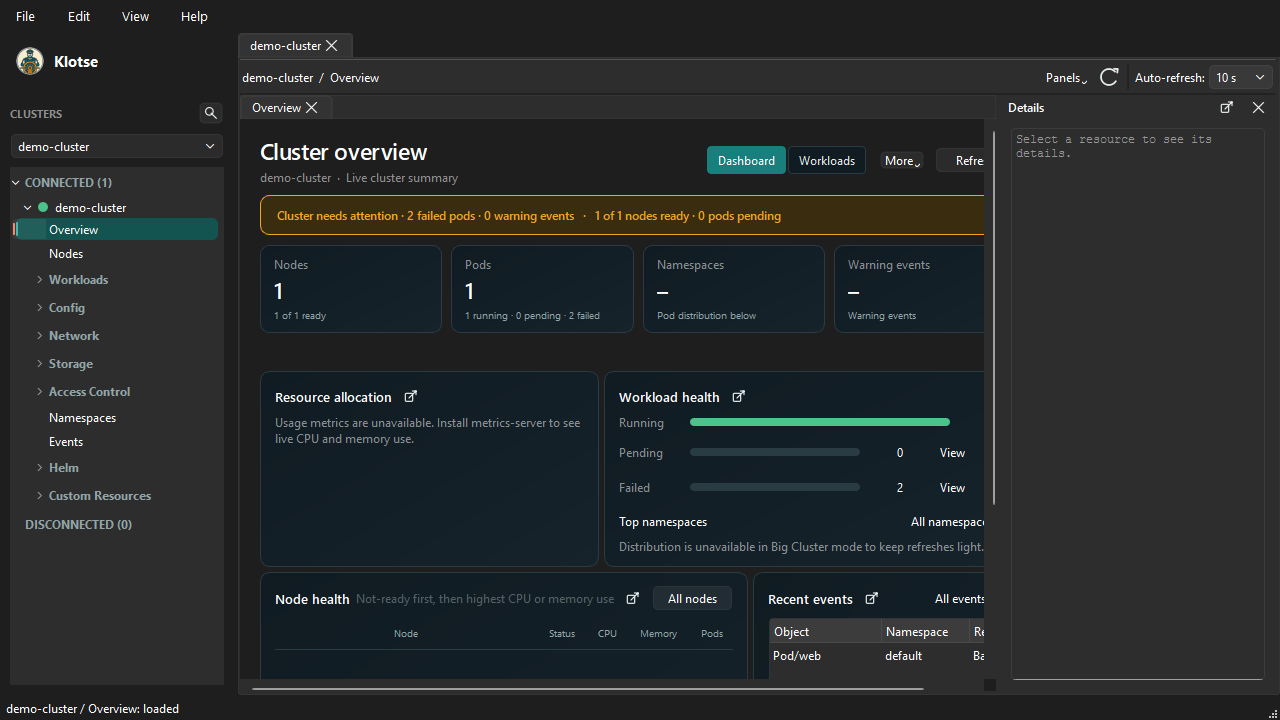 File Edit View Help
Klotse
demo-cluster
demo-cluster / Overview
Panels
Auto-refresh: 10 s
CLUSTERS
demo-cluster
CONNECTED (1)
demo-cluster
Overview
Nodes
Workloads
Config
Network
Storage
Access Control
Namespaces
Events
Helm
Custom Resources
DISCONNECTED (0)
Overview
Cluster overview
demo-cluster · Live cluster summary
Dashboard Workloads More Refre
Cluster needs attention · 2 failed pods · 0 warning events · 1 of 1 nodes ready · 0 pods pending
Nodes
1
1 of 1 ready
Pods
1
1 running · 0 pending · 2 failed
Namespaces
–
Pod distribution below
Warning events
–
Warning events
Resource allocation
Usage metrics are unavailable. Install metrics-server to see
live CPU and memory use.
Workload health
Running
Pending 0 View
Failed 2 View
Top namespaces All namespace
Distribution is unavailable in Big Cluster mode to keep refreshes light.
Node health Not-ready first, then highest CPU or memory use All nodes
Node Status CPU Memory Pods
Recent events All events
Object Namespace Re
Pod/web default Ba
Details
Select a resource to see its
details.
demo-cluster / Overview: loaded